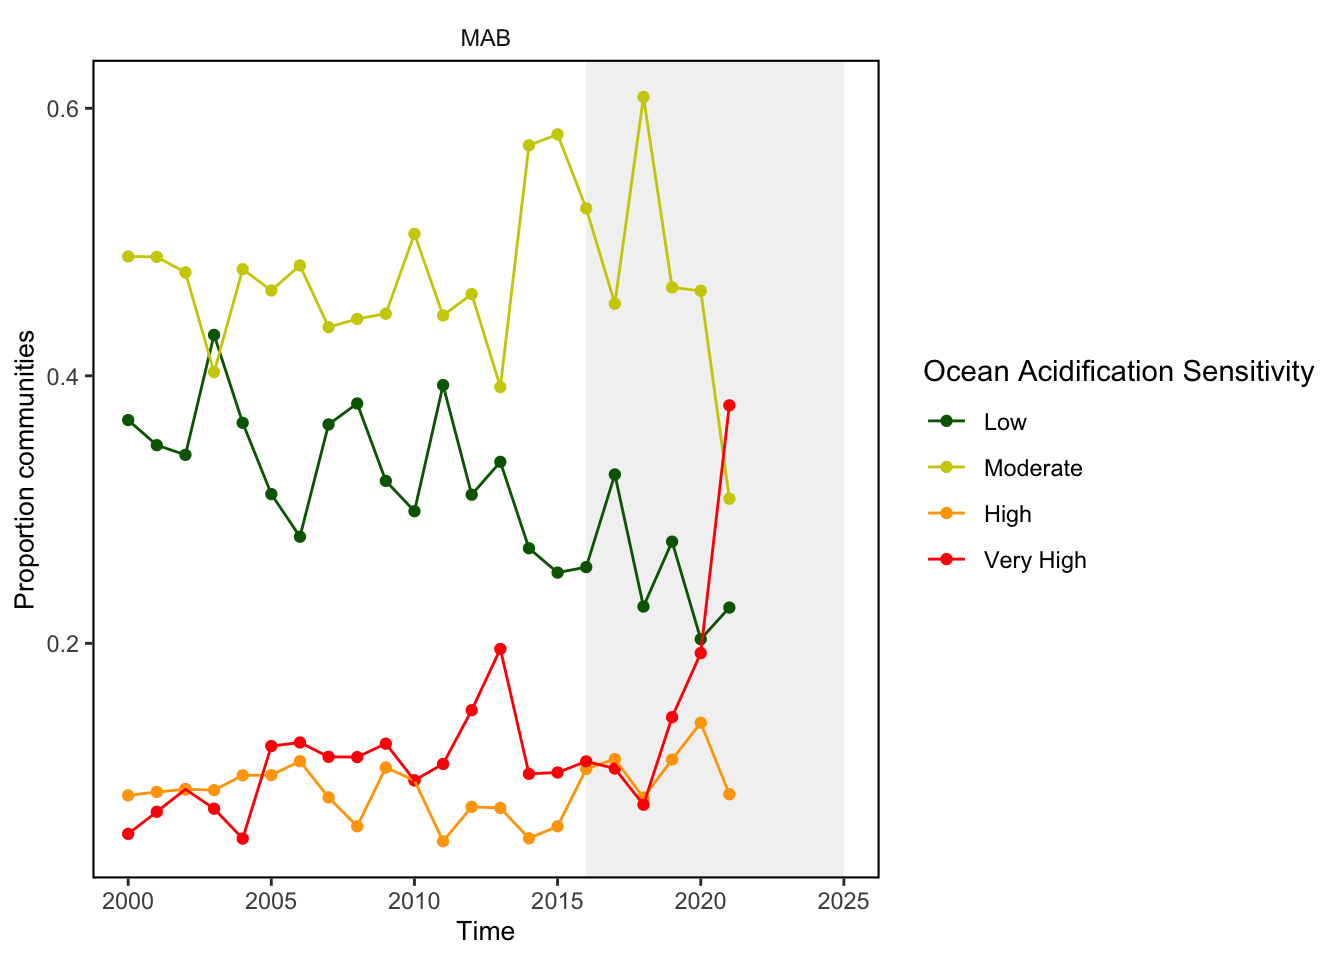 MAB
0.6
0.4
0.2
Proportion communities
2000 2005 2010 2015 2020 2025
Time
Ocean Acidification Sensitivity
Low
Moderate
High
Very High